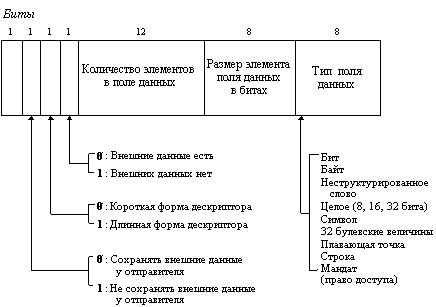 Биты
1 1 1 1 12 8 8
Количество элементов
в поле данных
Размер элемента
поля данных
в битах
Тип поля
данных
0 : Внешние данные есть
1 : Внешних данных нет
0 : Короткая форма дескриптора
1 : Длинная форма дескриптора
0 : Сохранять внешние данные
у отправителя
1 : Не сохранять внешние данные
у отправителя
Бит
Байт
Неструктурированное
слово
Целое (8, 16, 32 бита)
Символ
32 булевские величины
Плавающая точка
Строка
Мандат
(право доступа)